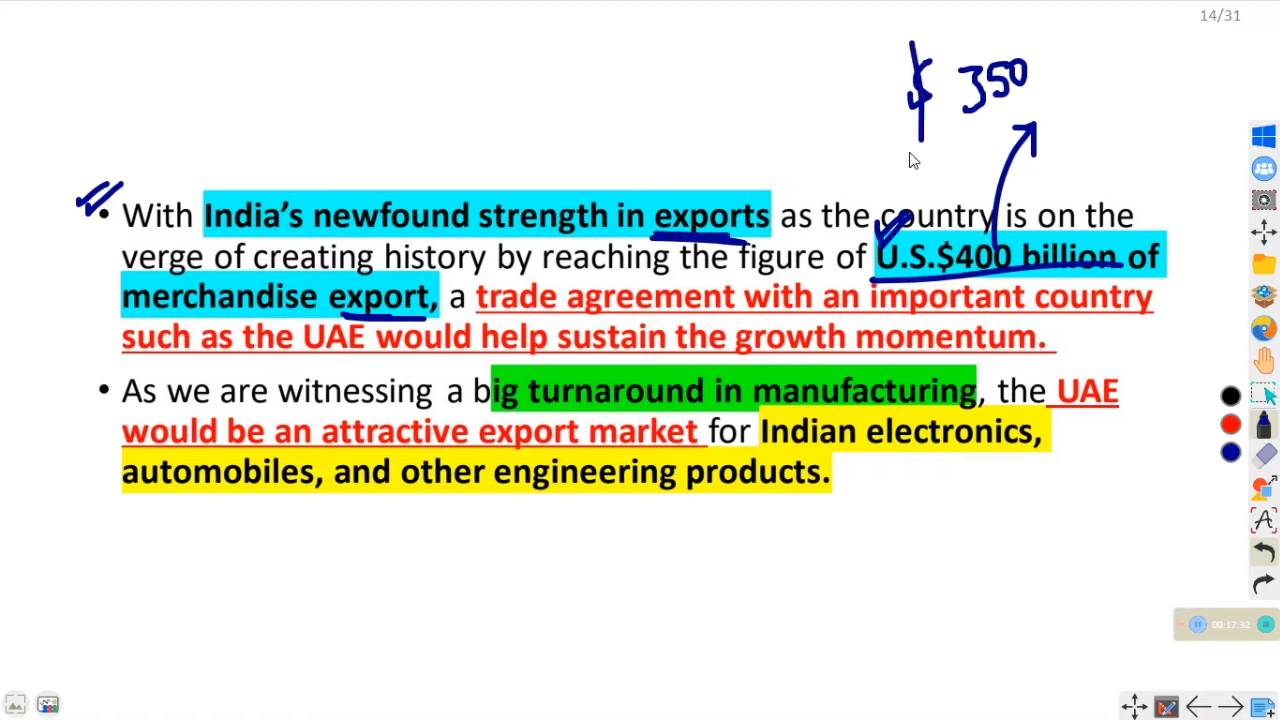 14/31
$ 350
• With India’s newfound strength in exports as the country is on the
verge of creating history by reaching the figure of U.S.$400 billion of
merchandise export, a trade agreement with an important country
such as the UAE would help sustain the growth momentum.
• As we are witnessing a big turnaround in manufacturing, the UAE
would be an attractive export market for Indian electronics,
automobiles, and other engineering products.
00:17:32